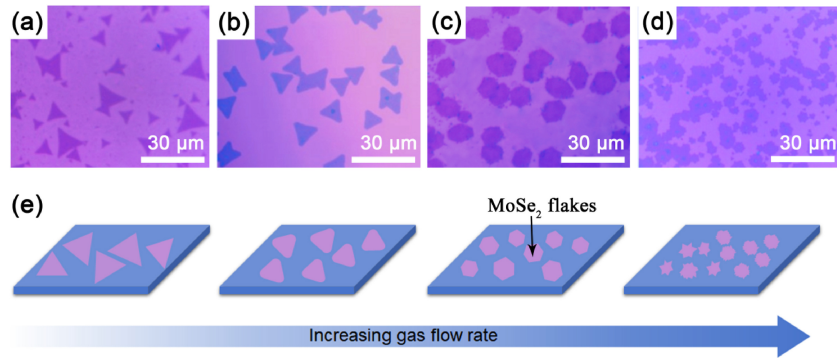 (a)
(b)
(c)
(d)
30 μm
30 μm
30 μm
30 μm
(e)
MoSe₂ flakes
Increasing gas flow rate